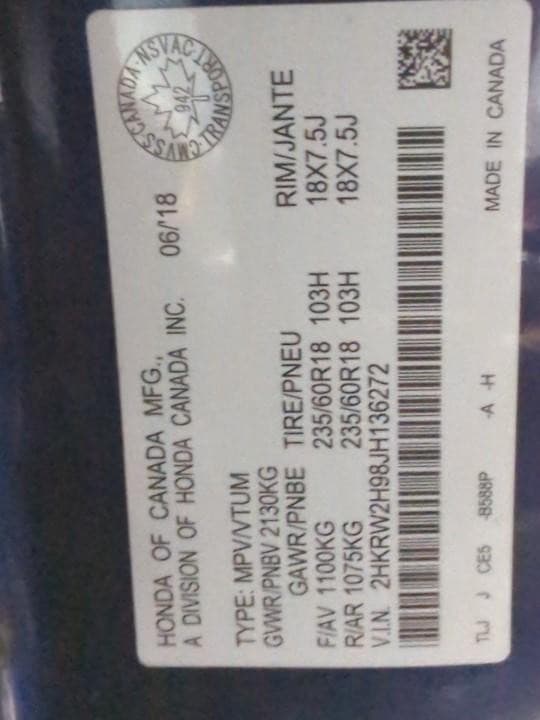 HONDA OF CANADA MFG.,
A DIVISION OF HONDA CANADA INC. 06/'18
CMVSS CANADA·NSVAC TRANSPORT·
942
TYPE: MPV/VTUM
GVWR/PNBV 2130KG
GAWR/PNBE TIRE/PNEU RIM/JANTE
F/AV 1100KG 235/60R18 103H 18X7.5J
R/AR 1075KG 235/60R18 103H 18X7.5J
V.I.N. 2HKRW2H98JH136272
J CE5 -B588P -A -H MADE IN CANADA